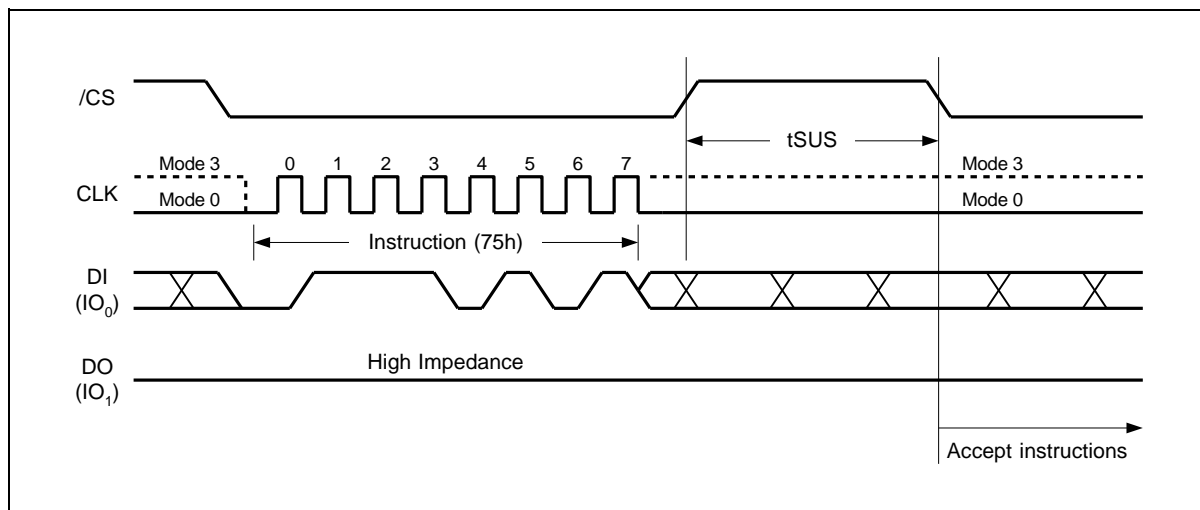 /CS
tSUS
Mode 3
0 1 2 3 4 5 6 7
Mode 3
CLK
Mode 0
Mode 0
Instruction (75h)
DI
(IO0)
High Impedance
DO
(IO1)
Accept instructions